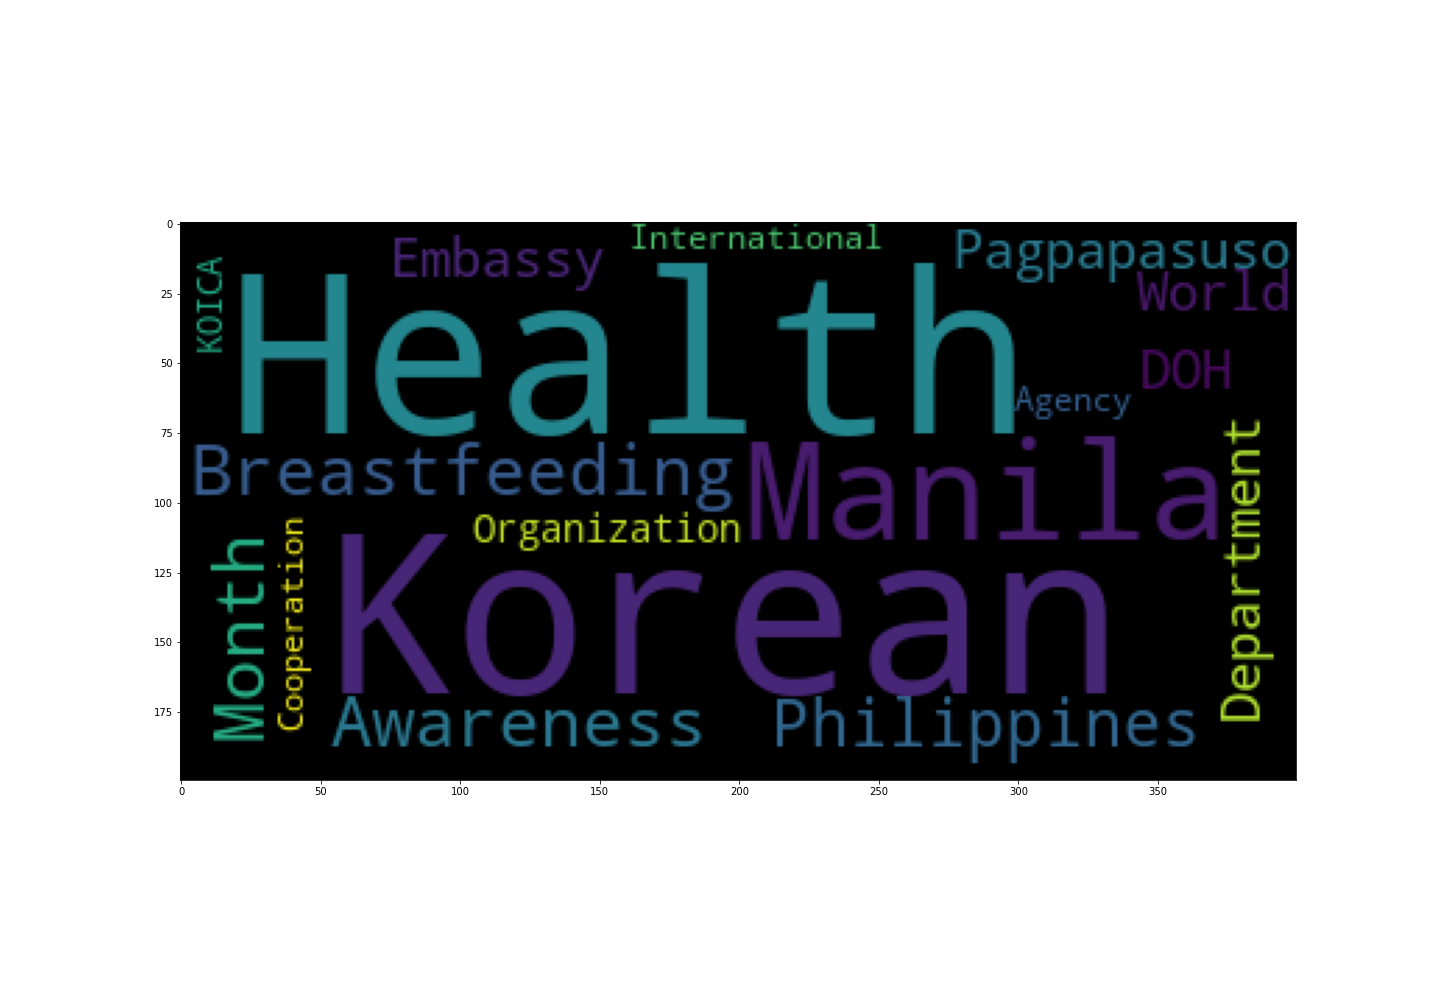 International
Embassy
Pagpapasuso
World
KOICA
Health
DOH
Agency
Breastfeeding
Manila
Organization
Department
Month
Cooperation
Korean
Awareness
Philippines
0
25
50
75
100
125
150
175
0
50
100
150
200
250
300
350